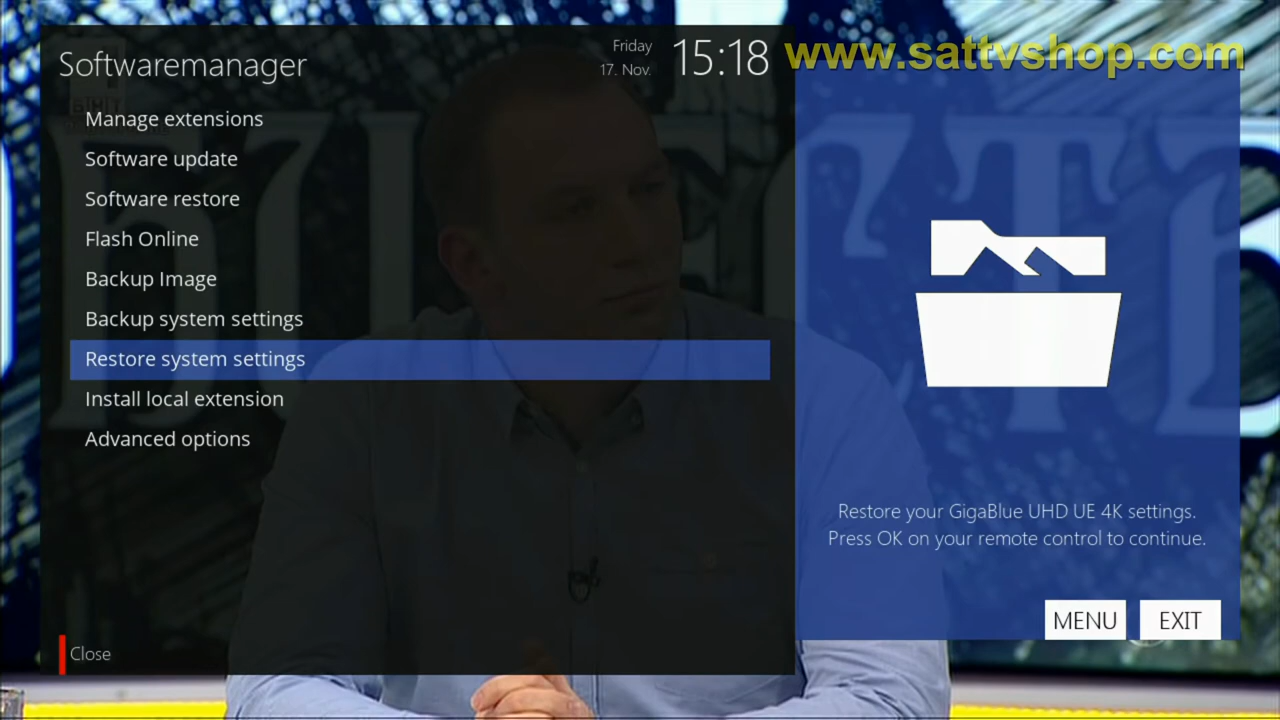 Softwaremanager
Friday
17. Nov.
15:18
www.sattvshop.com
Manage extensions
Software update
Software restore
Flash Online
Backup Image
Backup system settings
Restore system settings
Install local extension
Advanced options
Restore your GigaBlue UHD UE 4K settings.
Press OK on your remote control to continue.
MENU
EXIT
Close